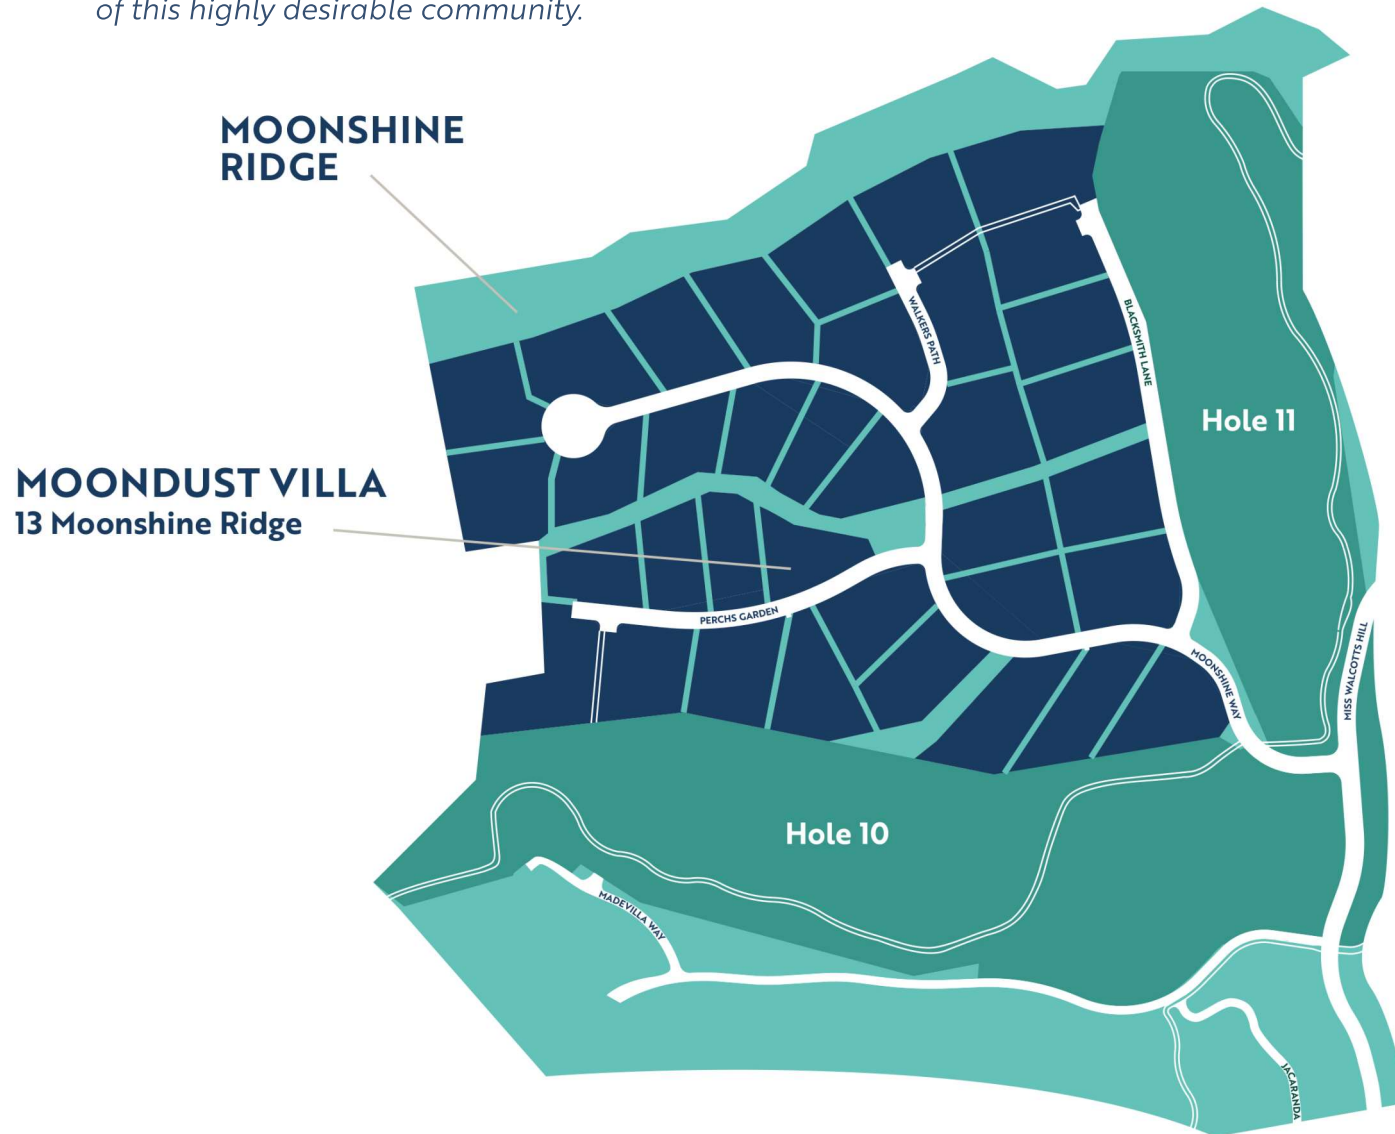 of this highly desirable community.
MOONSHINE
RIDGE
WALKERS PATH
BLACKSMITH LANE
Hole 11
MOONDUST VILLA
13 Moonshine Ridge
PERCHS GARDEN
MOONSHINE WAY
MISS WALCOTTS HILL
Hole 10
MADEVILLA WAY
JACARANDA